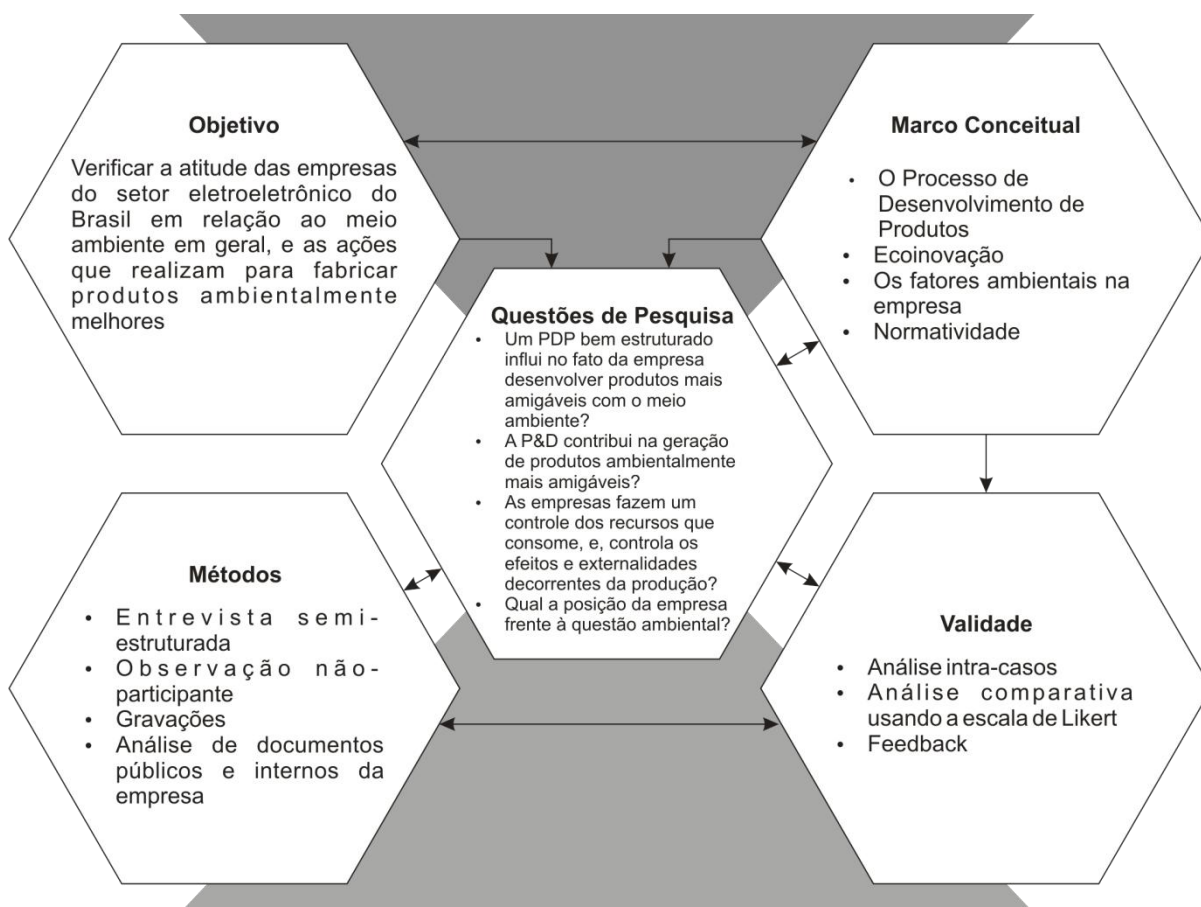 Objetivo
Verificar a atitude das empresas
do setor eletroeletrônico do
Brasil em relação ao meio
ambiente em geral, e as ações
que realizam para fabricar
produtos ambientalmente
melhores
Marco Conceitual
• O Processo de
Desenvolvimento de
Produtos
• Ecoinovação
• Os fatores ambientais na
empresa
• Normatividade
Questões de Pesquisa
• Um PDP bem estruturado
influi no fato da empresa
desenvolver produtos mais
amigáveis com o meio
ambiente?
• A P&D contribui na geração
de produtos ambientalmente
mais amigáveis?
• As empresas fazem um
controle dos recursos que
consome, e, controla os
efeitos e externalidades
decorrentes da produção?
• Qual a posição da empresa
frente à questão ambiental?
Métodos
• Entrevista semi-
estruturada
• Observação não-
participante
• Gravações
• Análise de documentos
públicos e internos da
empresa
Validade
• Análise intra-casos
• Análise comparativa
usando a escala de Likert
• Feedback